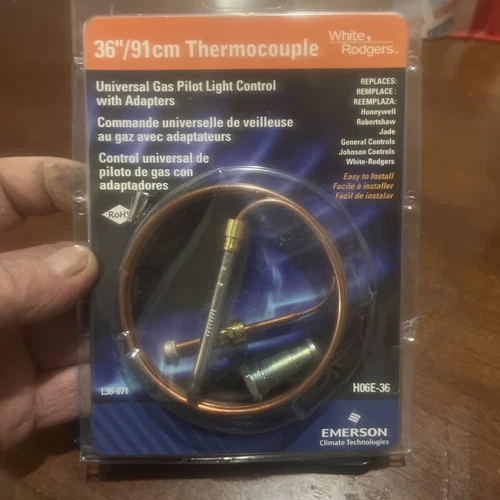 36"/91cm Thermocouple
White
Rodgers
Universal Gas Pilot Light Control
with Adapters
Commande universelle de veilleuse
au gaz avec adaptateurs
Control universal de
piloto de gas con
adaptadores
RoHS
REPLACES:
REMPLACE :
REEMPLAZA:
Honeywell
Robertshaw
Jade
General Controls
Johnson Controls
White-Rodgers
Easy to Install
Facile à installer
Fácil de instalar
L36-071
H06E-36
EMERSON
Climate Technologies